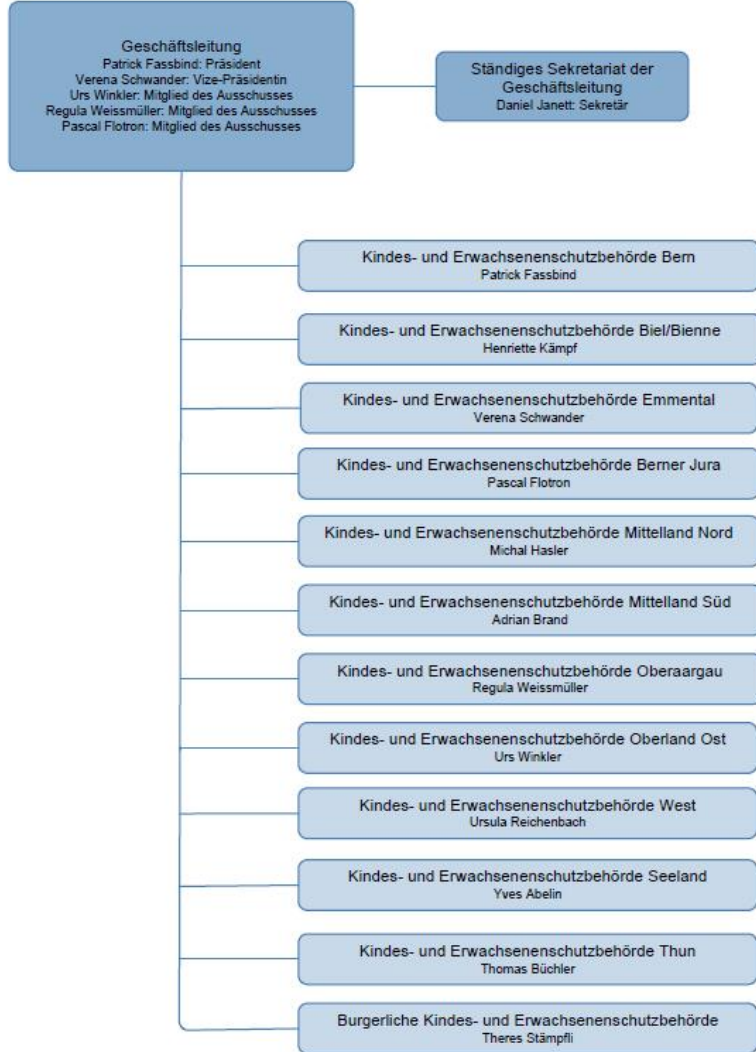 Geschäftsleitung
Patrick Fassbind: Präsident
Verena Schwander: Vize-Präsidentin
Urs Winkler: Mitglied des Ausschusses
Regula Weissmüller: Mitglied des Ausschusses
Pascal Flotron: Mitglied des Ausschusses
Ständiges Sekretariat der
Geschäftsleitung
Daniel Janett: Sekretär
Kindes- und Erwachsenenschutzbehörde Bern
Patrick Fassbind
Kindes- und Erwachsenenschutzbehörde Biel/Bienne
Henriette Kämpf
Kindes- und Erwachsenenschutzbehörde Emmental
Verena Schwander
Kindes- und Erwachsenenschutzbehörde Berner Jura
Pascal Flotron
Kindes- und Erwachsenenschutzbehörde Mittelland Nord
Michal Hasler
Kindes- und Erwachsenenschutzbehörde Mittelland Süd
Adrian Brand
Kindes- und Erwachsenenschutzbehörde Oberaargau
Regula Weissmüller
Kindes- und Erwachsenenschutzbehörde Oberland Ost
Urs Winkler
Kindes- und Erwachsenenschutzbehörde West
Ursula Reichenbach
Kindes- und Erwachsenenschutzbehörde Seeland
Yves Abelin
Kindes- und Erwachsenenschutzbehörde Thun
Thomas Büchler
Burgerliche Kindes- und Erwachsenenschutzbehörde
Theres Stämpfli